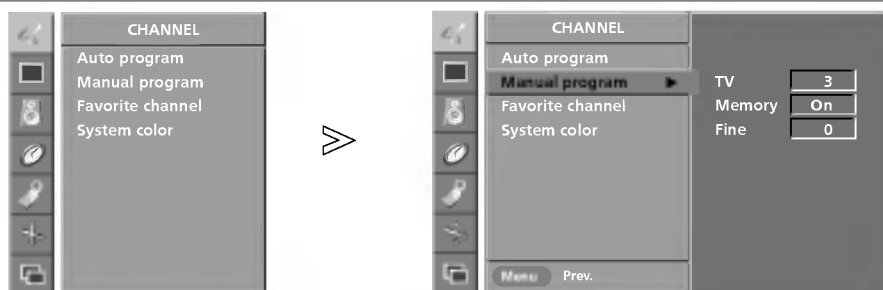 CHANNEL
Auto program
Manual program
Favorite channel
System color
CHANNEL
Auto program
Manual program
Favorite channel
System color
TV 3
Memory On
Fine 0
Menu Prev.